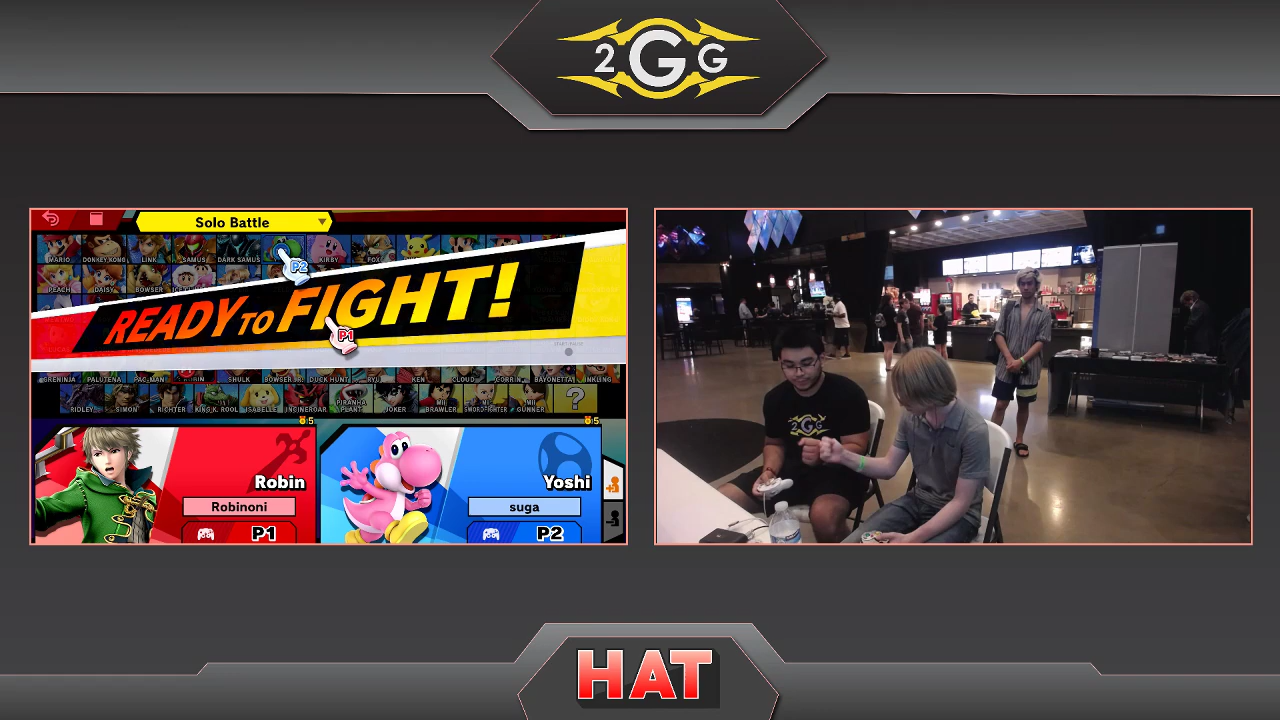 2GG
Solo Battle
MARIO DONKEY KONG LINK SAMUS DARK SAMUS KIRBY FOX
P2
PEACH DAISY BOWSER
READY TO FIGHT!
P1
GRENINJA PALUTENA PAC-MAN SHULK BOWSER JR. DUCK HUNT RYU KEN CLOUD CORRIN BAYONETTA INKLING
RIDLEY SIMON RICHTER KING K. ROOL ISABELLE INCINEROAR PIRANHA PLANT JOKER MII BRAWLER MII SWORDFIGHTER MII GUNNER ?
5 5
Robin Yoshi
Robinoni suga
P1 P2
2GG
HAT